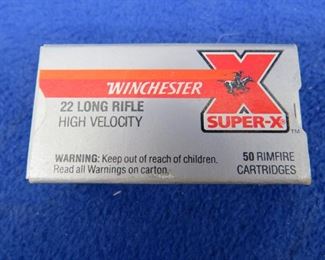 WINCHESTER
22 LONG RIFLE
HIGH VELOCITY
X
SUPER-X®
TM
WARNING: Keep out of reach of children.
Read all Warnings on carton.
50 RIMFIRE
CARTRIDGES